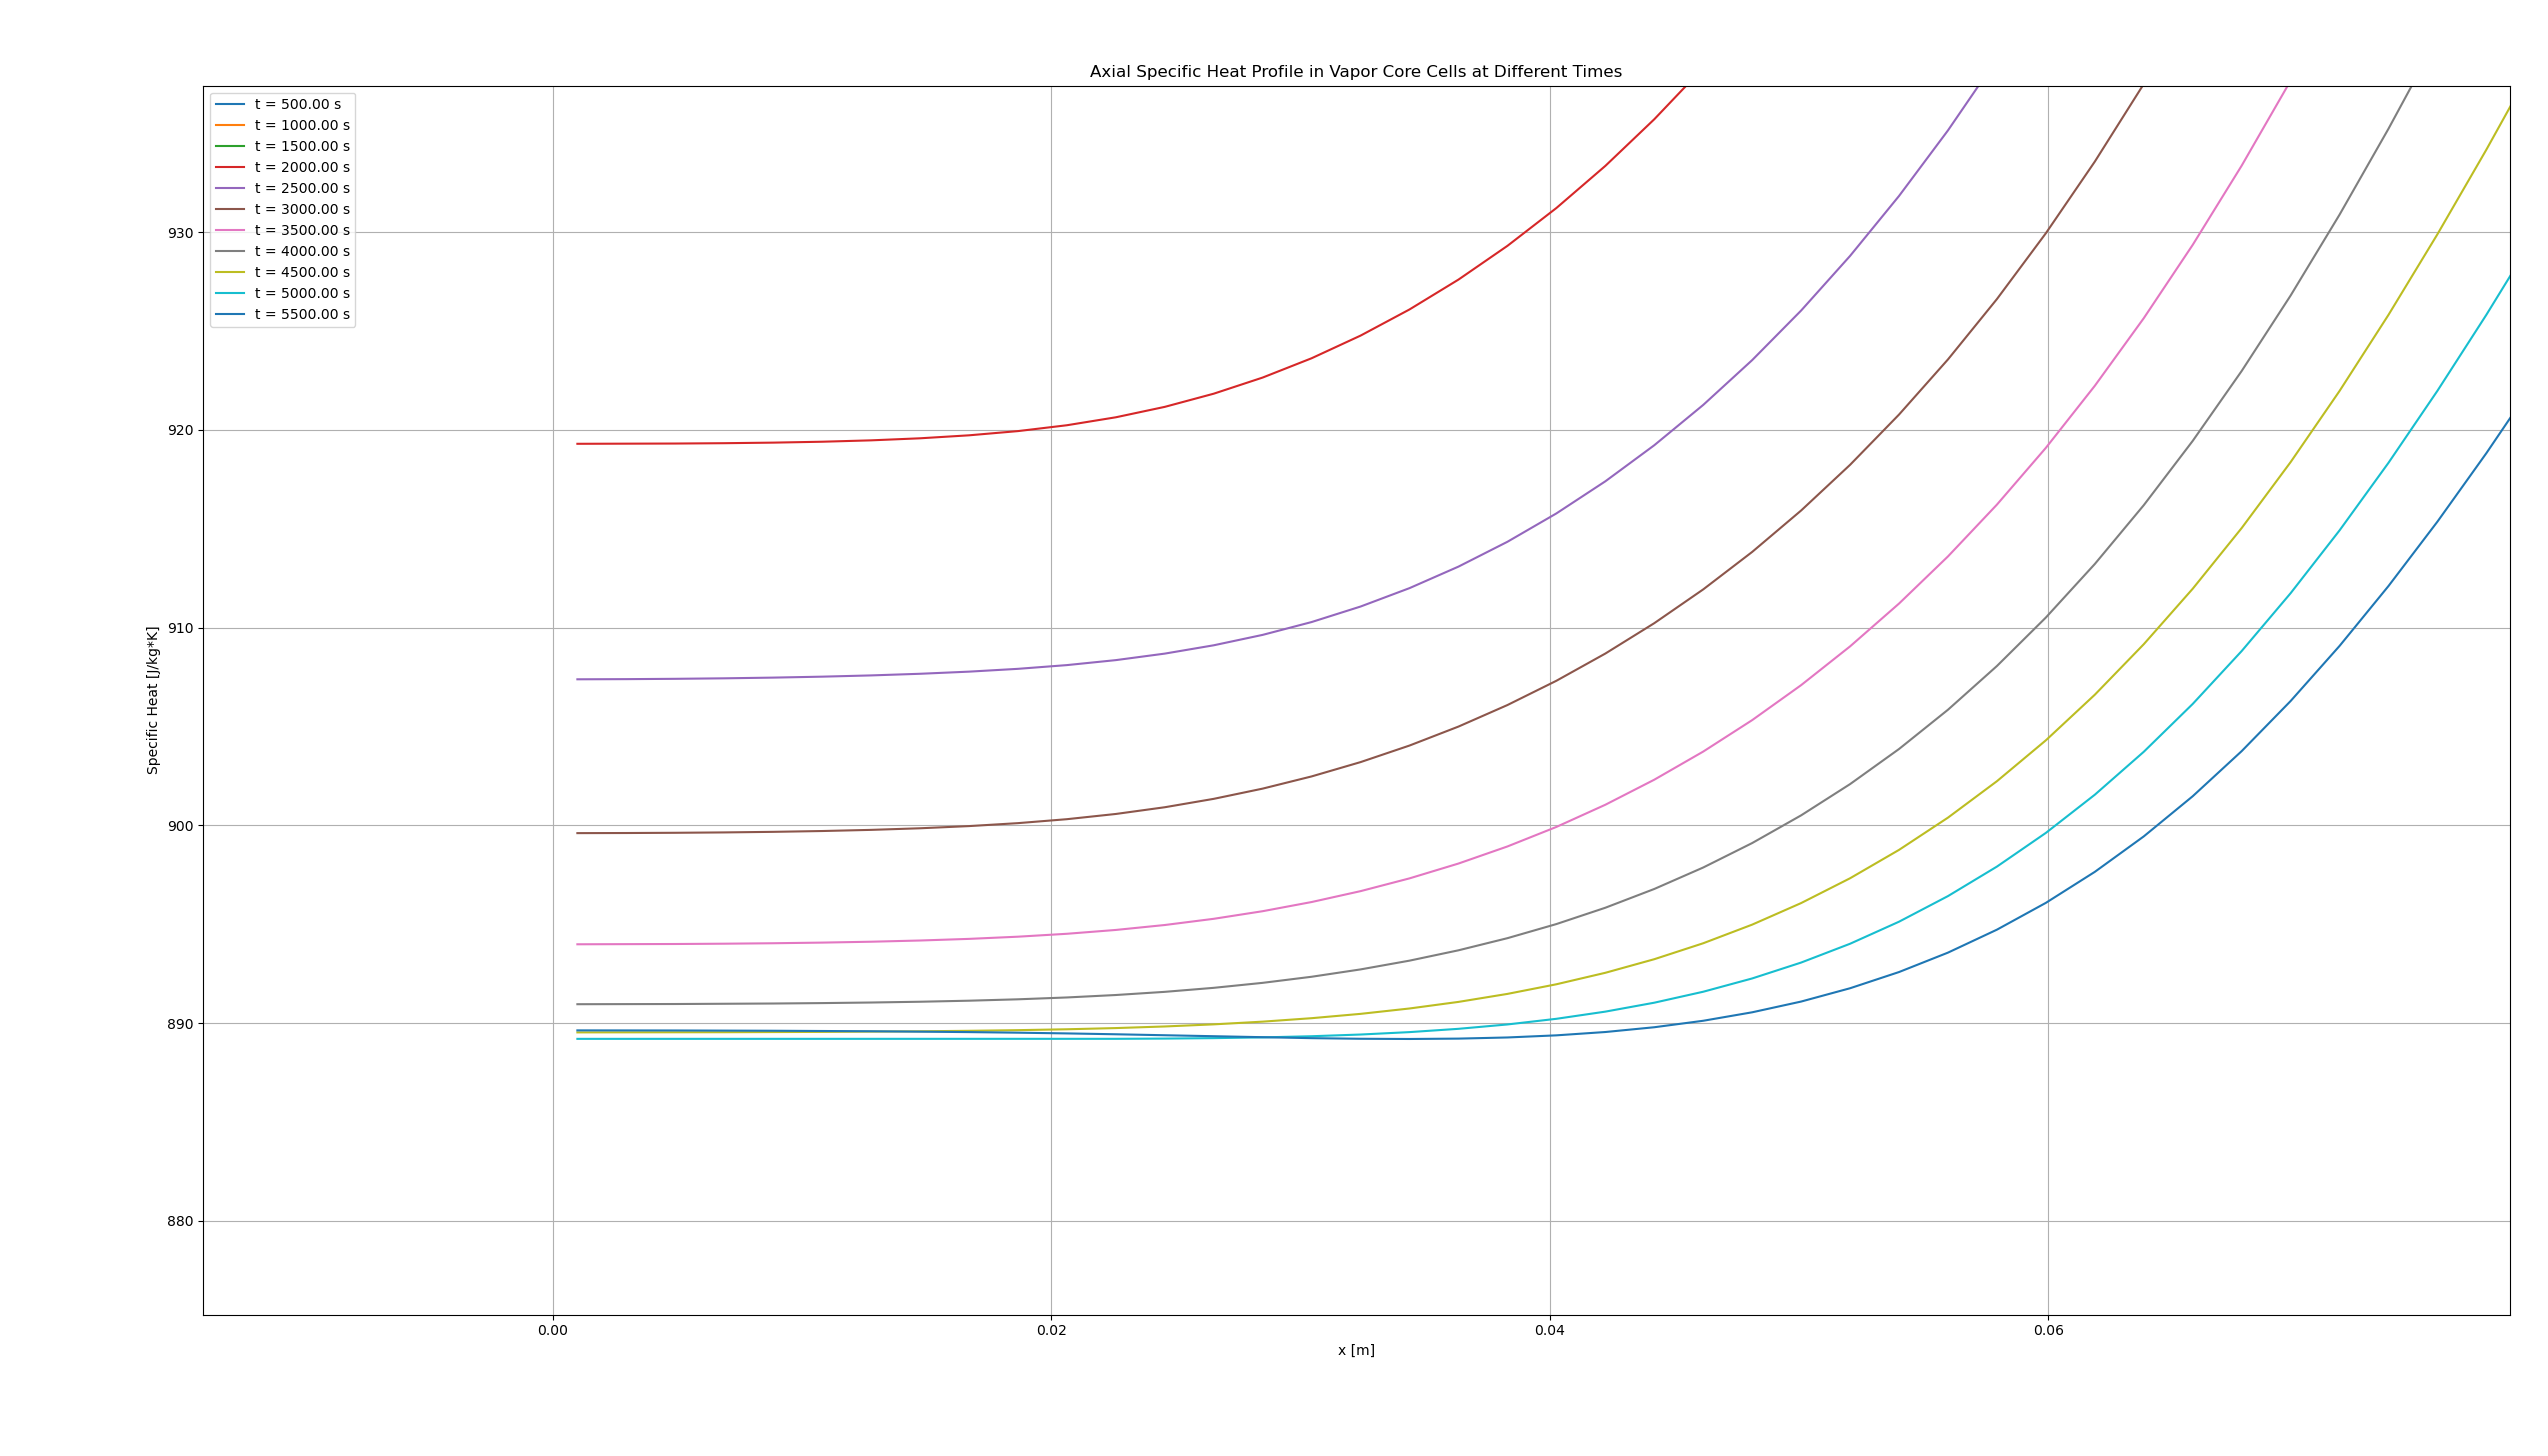 Axial Specific Heat Profile in Vapor Core Cells at Different Times
t = 500.00 s
t = 1000.00 s
t = 1500.00 s
t = 2000.00 s
t = 2500.00 s
t = 3000.00 s
t = 3500.00 s
t = 4000.00 s
t = 4500.00 s
t = 5000.00 s
t = 5500.00 s
930
920
910
900
890
880
Specific Heat [J/kg*K]
0.00 0.02 0.04 0.06
x [m]